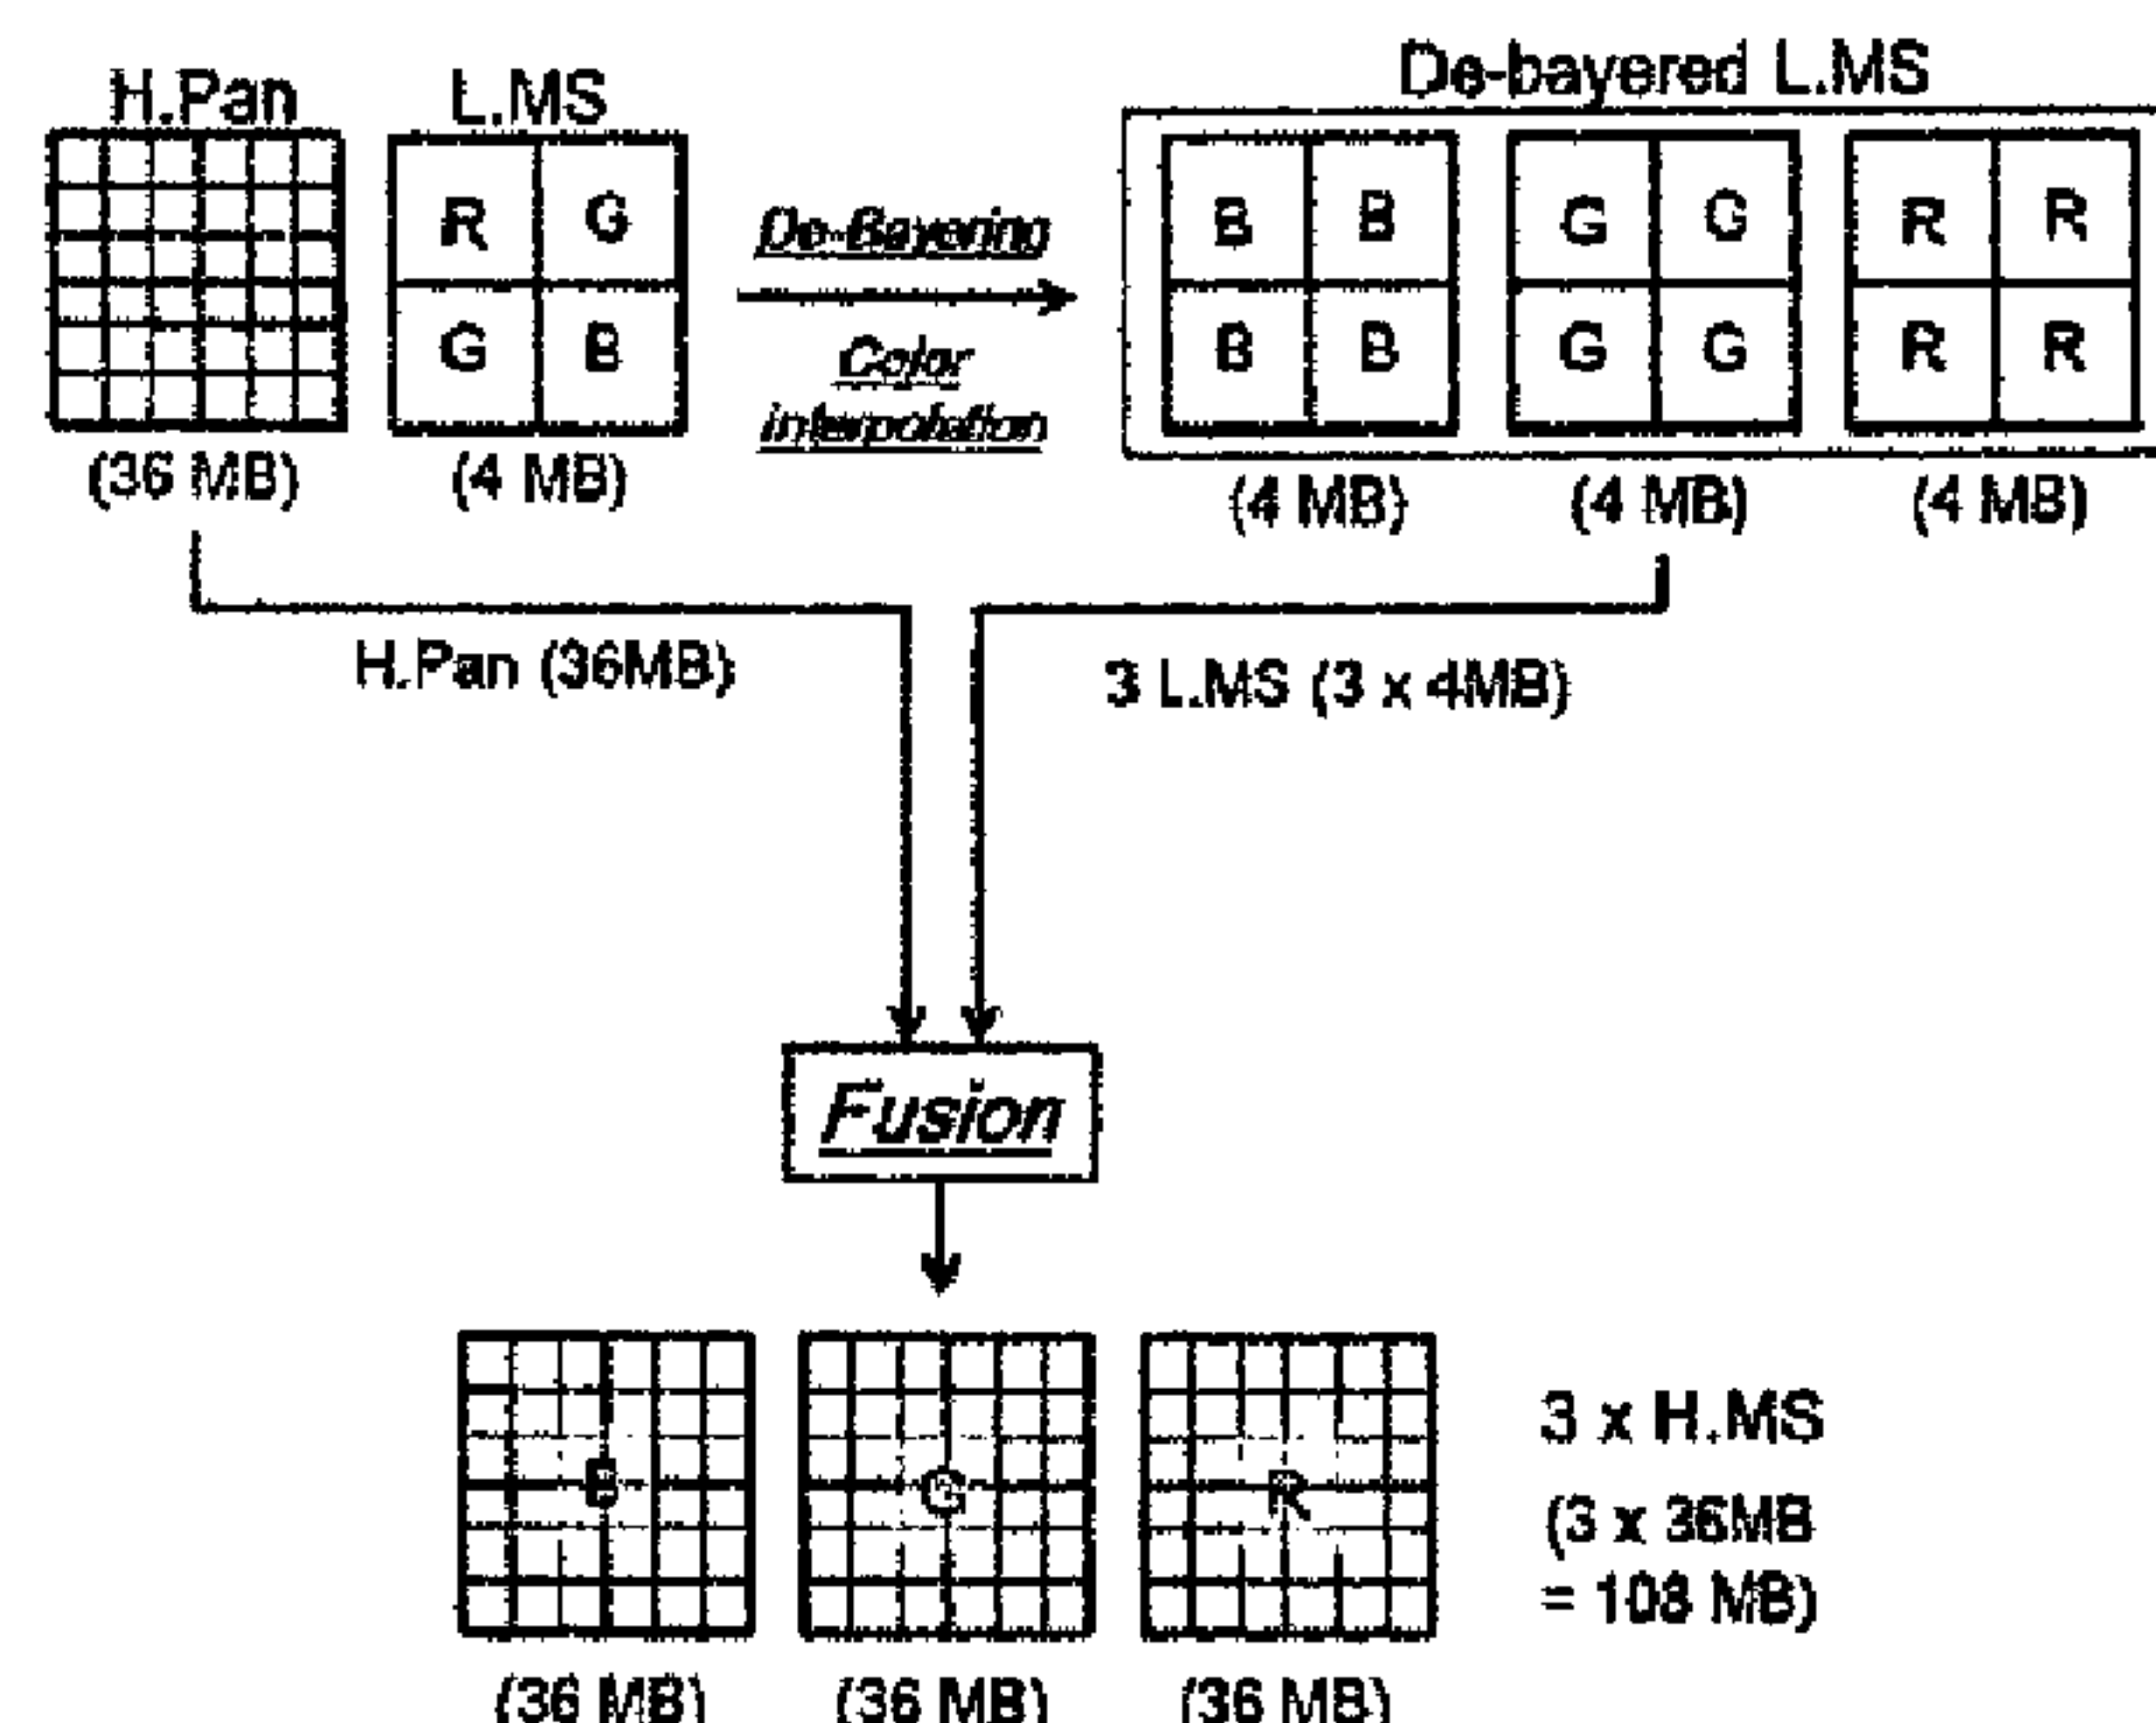 H.Pan
L.MS
De-bayered L.MS
R G
G B
De-Bayering
Color
interpolation
B B
B B
G G
G G
R R
R R
(36 MB)
(4 MB)
(4 MB)
(4 MB)
(4 MB)
H.Pan (36MB)
3 L.MS (3 x 4MB)
Fusion
B
G
R
3 x H.MS
(3 x 36MB
= 108 MB)
(36 MB)
(36 MB)
(36 MB)